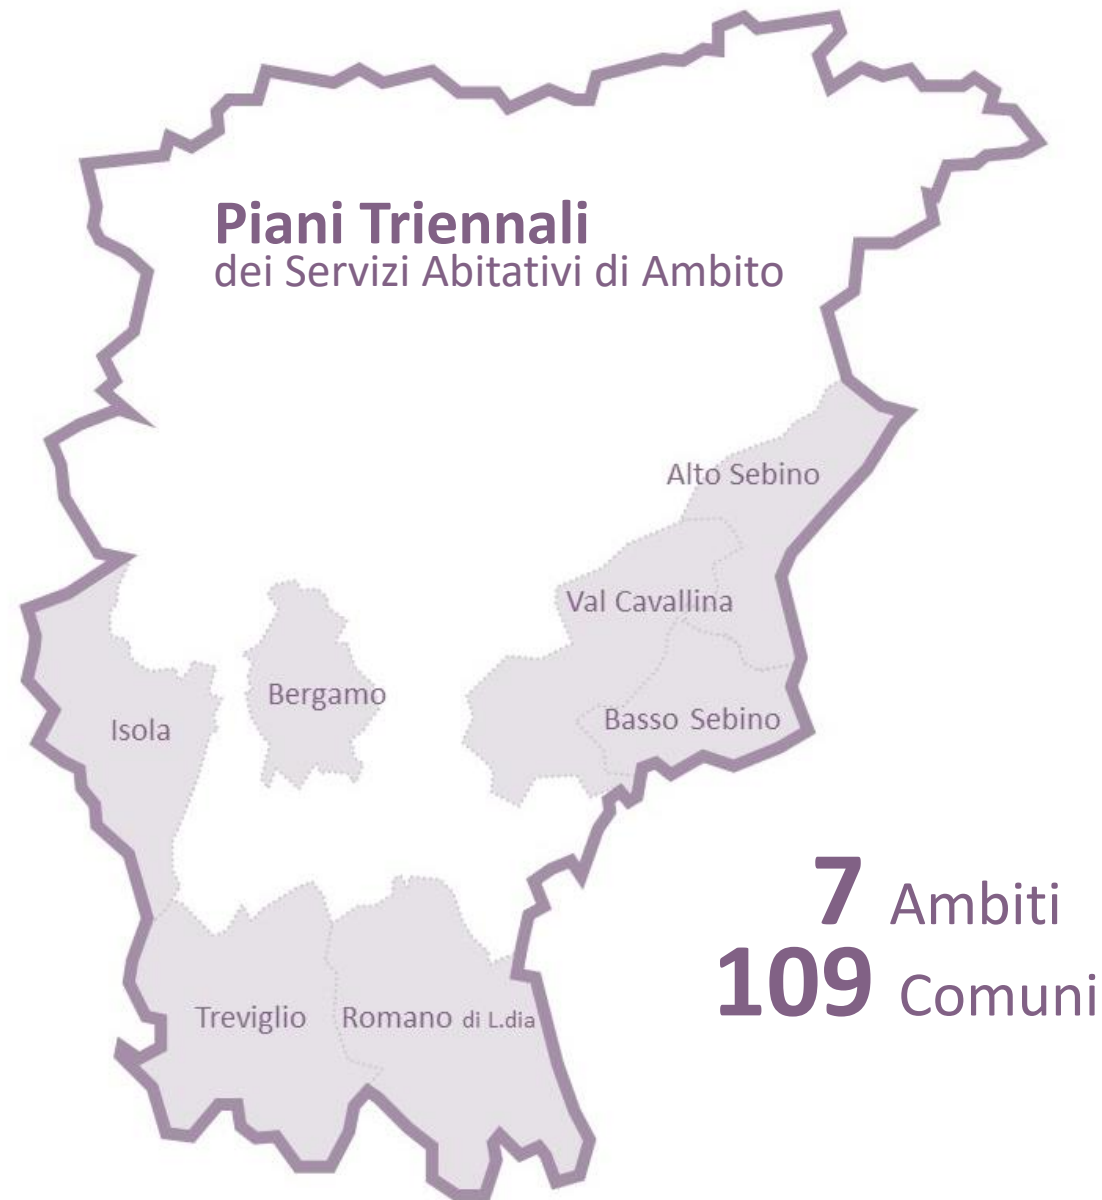 Piani Triennali
dei Servizi Abitativi di Ambito
Alto Sebino
Val Cavallina
Bergamo
Basso Sebino
Isola
7 Ambiti
109 Comuni
Treviglio
Romano di L.dia